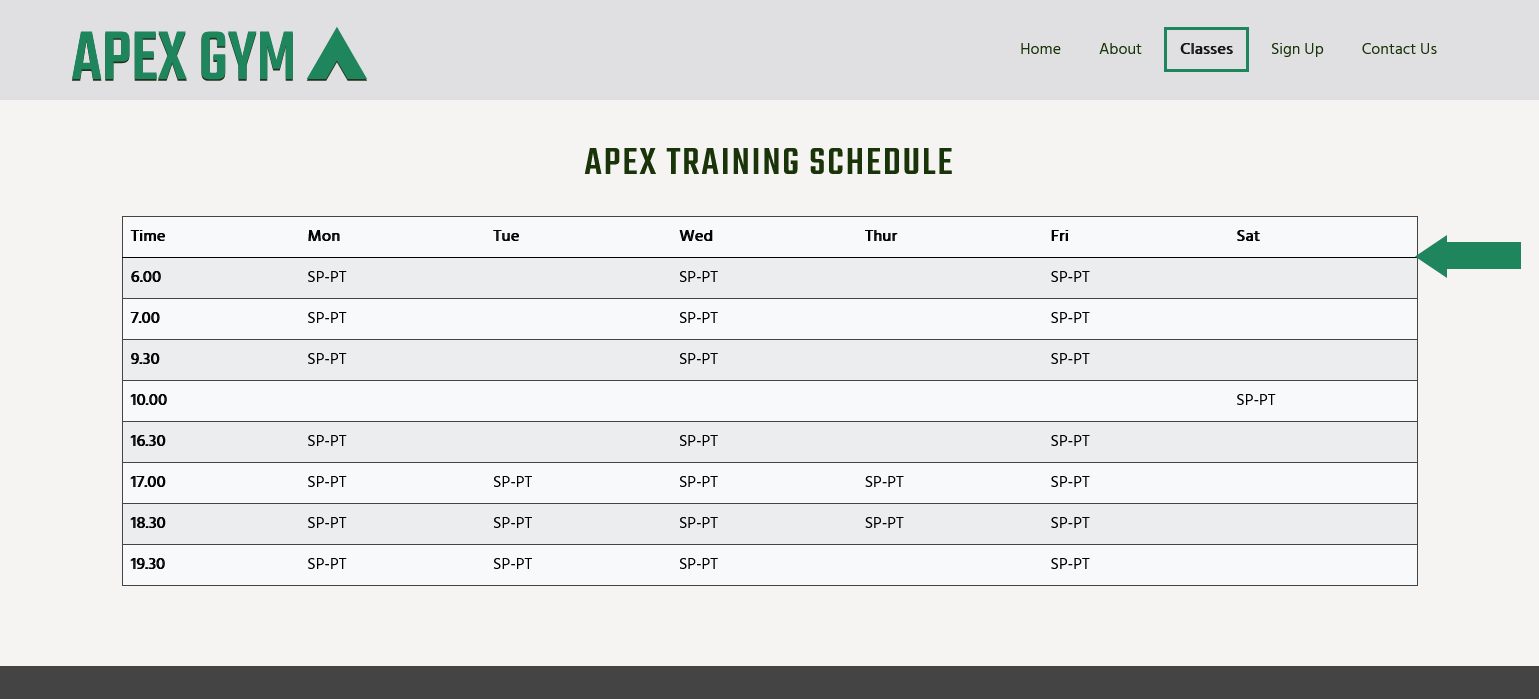 APEX GYM
Home About Classes Sign Up Contact Us
APEX TRAINING SCHEDULE
Time Mon Tue Wed Thur Fri Sat
6.00 SP-PT SP-PT SP-PT
7.00 SP-PT SP-PT SP-PT
9.30 SP-PT SP-PT SP-PT
10.00 SP-PT
16.30 SP-PT SP-PT SP-PT
17.00 SP-PT SP-PT SP-PT SP-PT SP-PT
18.30 SP-PT SP-PT SP-PT SP-PT SP-PT
19.30 SP-PT SP-PT SP-PT SP-PT